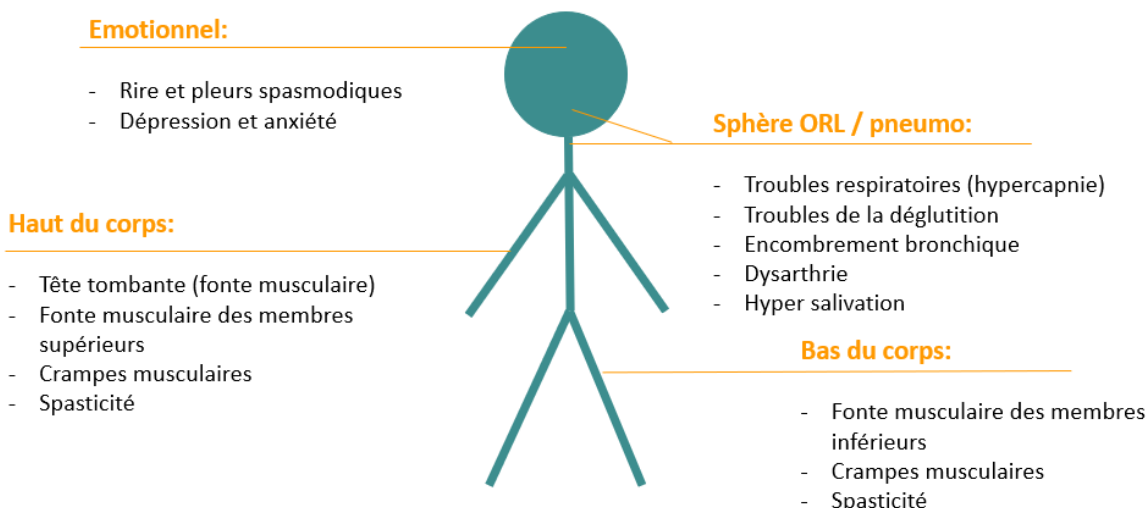 Emotionnel:
- Rire et pleurs spasmodiques
- Dépression et anxiété
Sphère ORL / pneumo:
- Troubles respiratoires (hypercapnie)
- Troubles de la déglutition
- Encombrement bronchique
- Dysarthrie
- Hyper salivation
Haut du corps:
- Tête tombante (fonte musculaire)
- Fonte musculaire des membres
supérieurs
- Crampes musculaires
- Spasticité
Bas du corps:
- Fonte musculaire des membres
inférieurs
- Crampes musculaires
- Spasticité